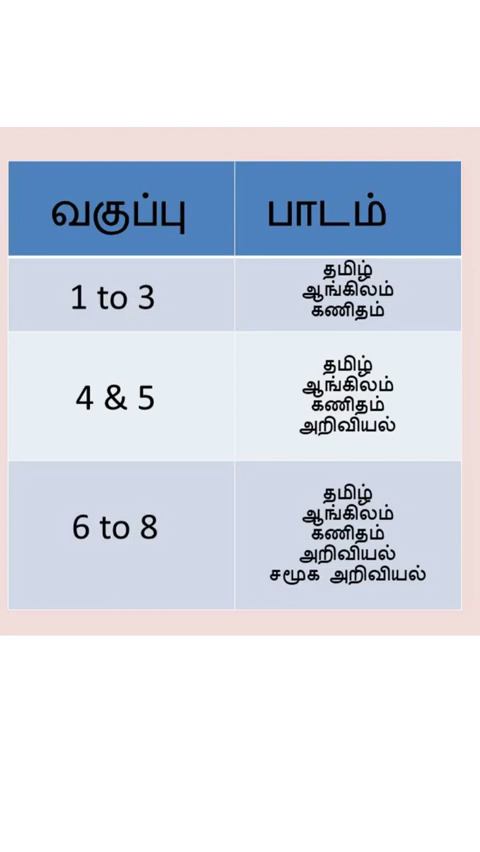 வகுப்பு பாடம்
1 to 3
தமிழ்
ஆங்கிலம்
கணிதம்
4 & 5
தமிழ்
ஆங்கிலம்
கணிதம்
அறிவியல்
6 to 8
தமிழ்
ஆங்கிலம்
கணிதம்
அறிவியல்
சமூக அறிவியல்